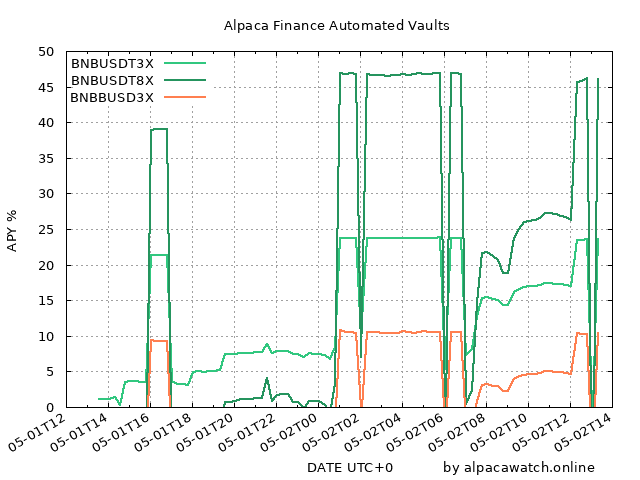 Alpaca Finance Automated Vaults
BNBUSDT3X
BNBUSDT8X
BNBBUSD3X
50
45
40
35
30
25
20
15
10
5
0
APY %
05-01T12
05-01T14
05-01T16
05-01T18
05-01T20
05-01T22
05-02T00
05-02T02
05-02T04
05-02T06
05-02T08
05-02T10
05-02T12
05-02T14
DATE UTC+0
by alpacawatch.online